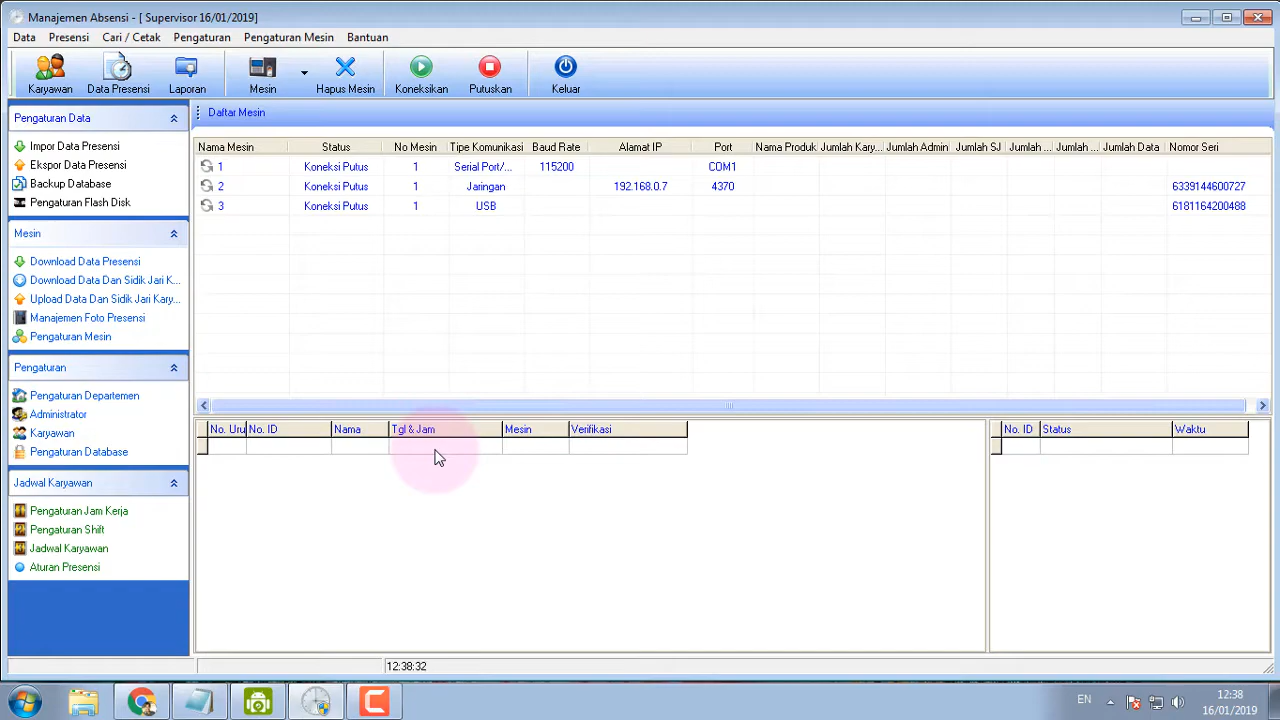 Manajemen Absensi - [ Supervisor 16/01/2019]
Data Presensi Cari / Cetak Pengaturan Pengaturan Mesin Bantuan
Karyawan Data Presensi Laporan Mesin Hapus Mesin Koneksikan Putuskan Keluar
Pengaturan Data
Impor Data Presensi
Ekspor Data Presensi
Backup Database
Pengaturan Flash Disk
Mesin
Download Data Presensi
Download Data Dan Sidik Jari K...
Upload Data Dan Sidik Jari Kary...
Manajemen Foto Presensi
Pengaturan Mesin
Pengaturan
Pengaturan Departemen
Administrator
Karyawan
Pengaturan Database
Jadwal Karyawan
Pengaturan Jam Kerja
Pengaturan Shift
Jadwal Karyawan
Aturan Presensi
Daftar Mesin
Nama Mesin Status No Mesin Tipe Komunikasi Baud Rate Alamat IP Port Nama Produk Jumlah Kary... Jumlah Admin Jumlah SJ Jumlah ... Jumlah ... Jumlah Data Nomor Seri
1 Koneksi Putus 1 Serial Port/... 115200 COM1
2 Koneksi Putus 1 Jaringan 192.168.0.7 4370 6339144600727
3 Koneksi Putus 1 USB 6181164200488
No. Uru No. ID Nama Tgl & Jam Mesin Verifikasi
No. ID Status Waktu
12:38:32
EN
12:38
16/01/2019